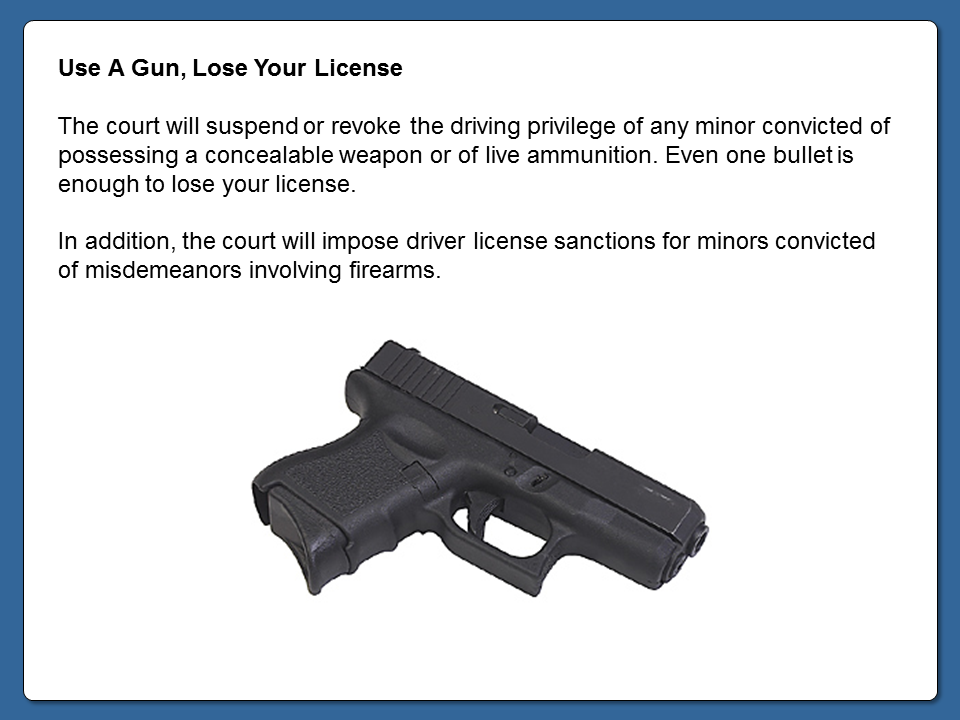 Use A Gun, Lose Your License
The court will suspend or revoke the driving privilege of any minor convicted of
possessing a concealable weapon or of live ammunition. Even one bullet is
enough to lose your license.
In addition, the court will impose driver license sanctions for minors convicted
of misdemeanors involving firearms.